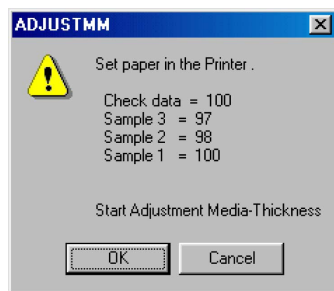 ADJUSTMM
Set paper in the Printer .
Check data = 100
Sample 3 = 97
Sample 2 = 98
Sample 1 = 100
Start Adjustment Media-Thickness
OK Cancel